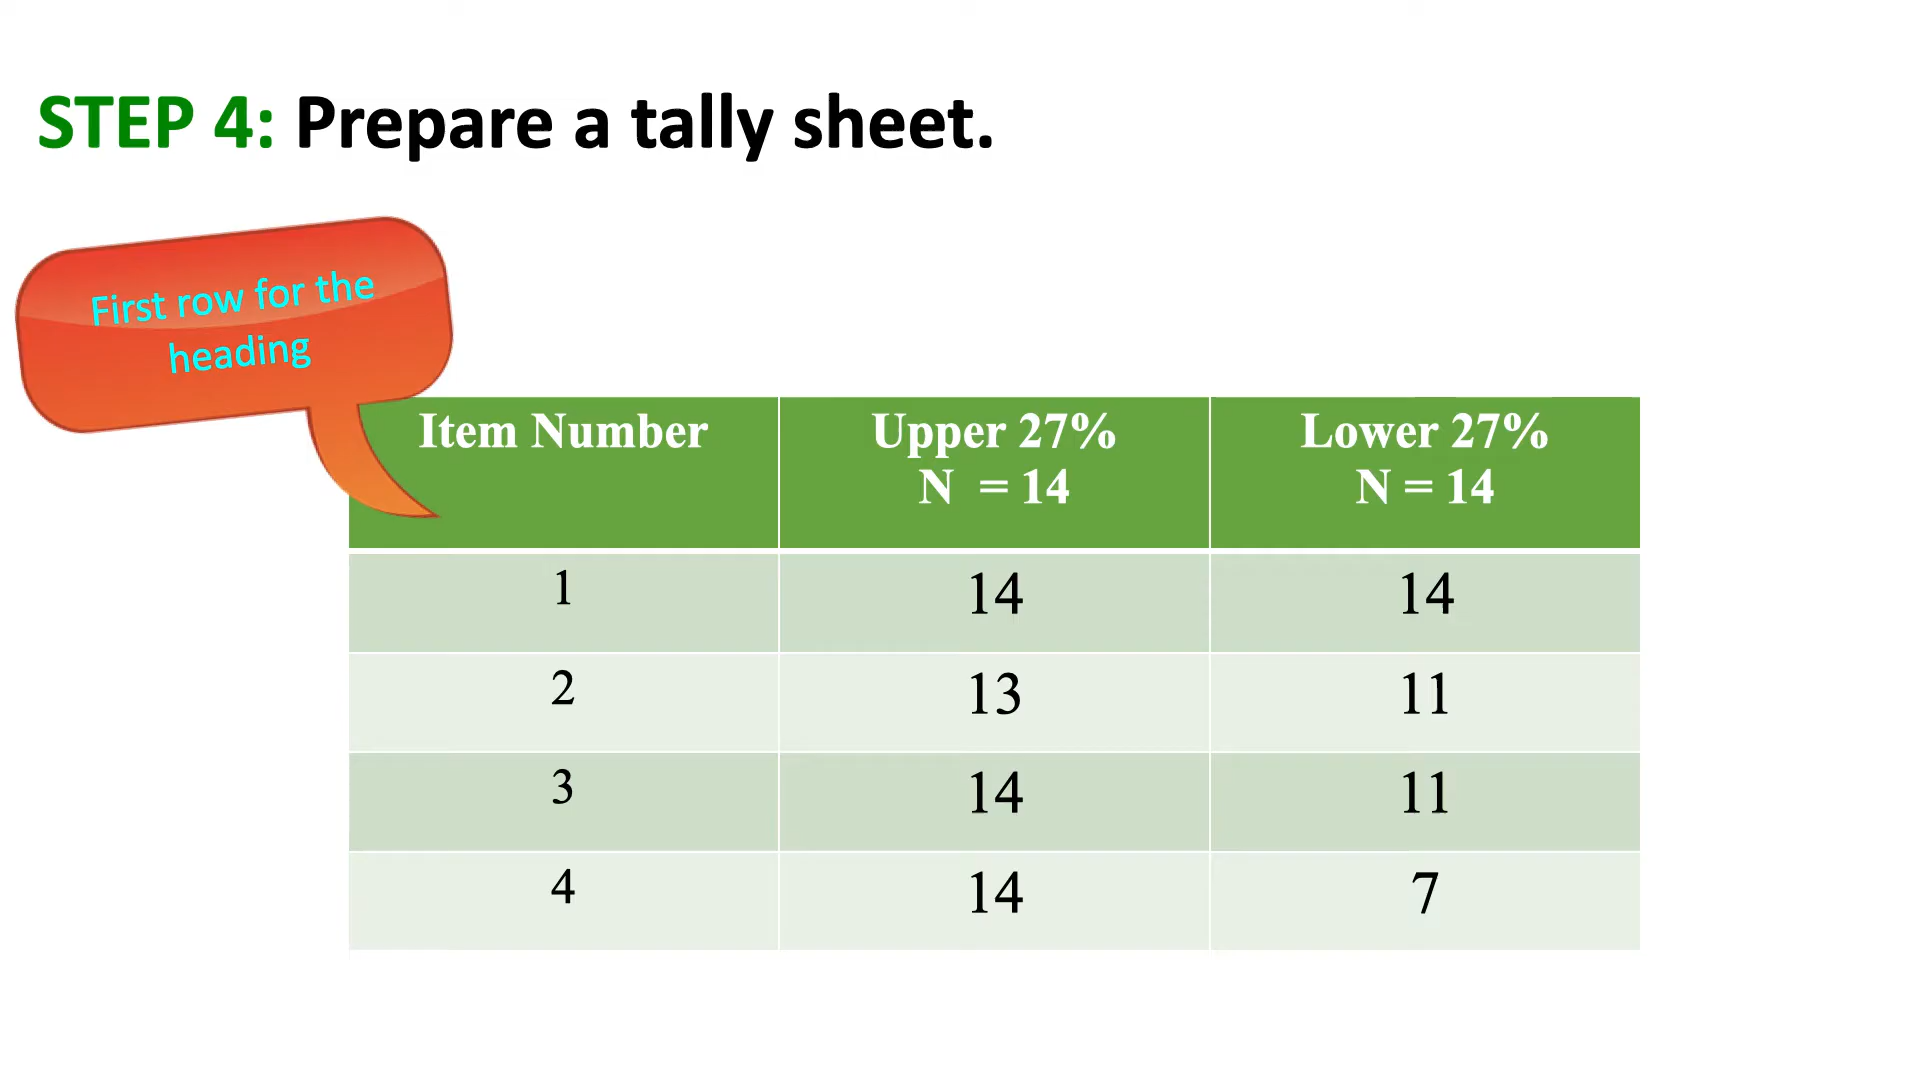 STEP 4: Prepare a tally sheet.
First row for the
heading
Item Number Upper 27% Lower 27%
N = 14 N = 14
1 14 14
2 13 11
3 14 11
4 14 7